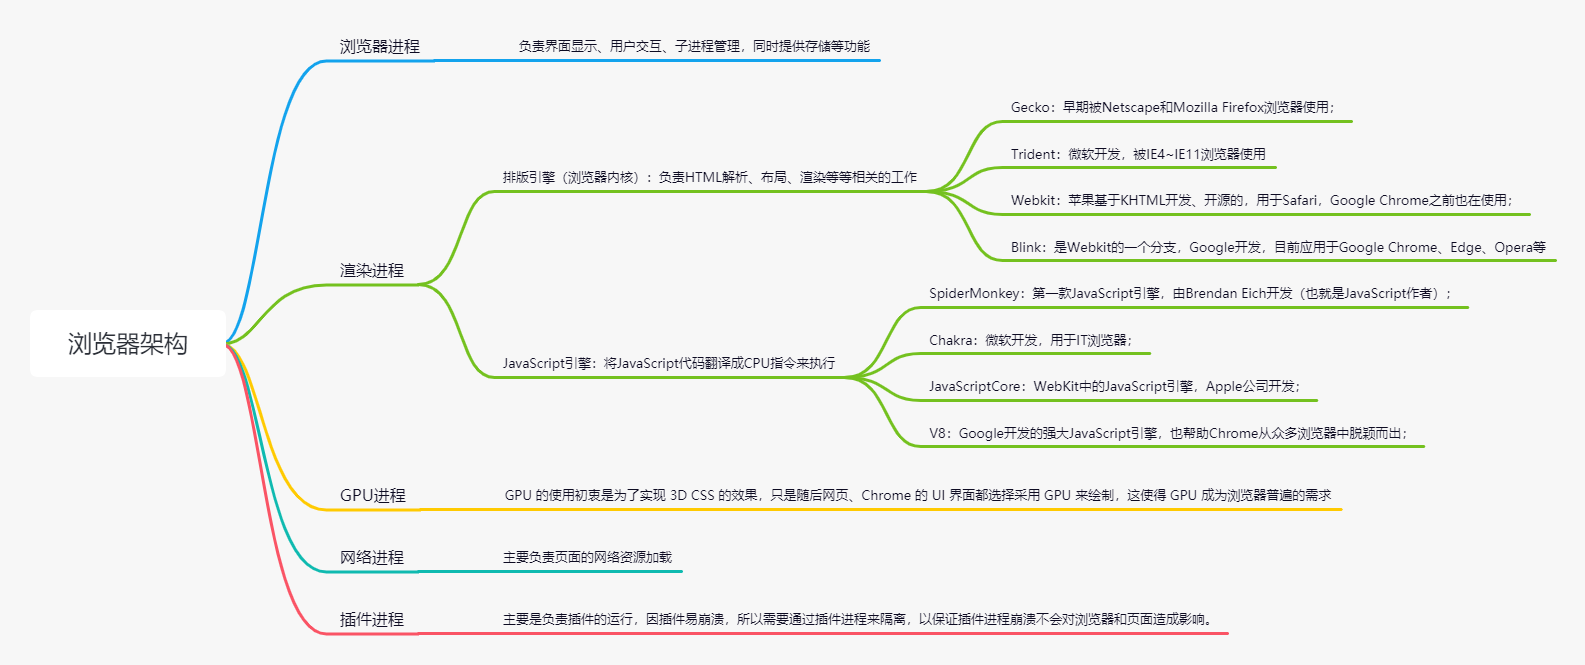 浏览器架构
浏览器进程
负责界面显示、用户交互、子进程管理，同时提供存储等功能
渲染进程
排版引擎（浏览器内核）：负责HTML解析、布局、渲染等等相关的工作
Gecko：早期被Netscape和Mozilla Firefox浏览器使用；
Trident：微软开发，被IE4~IE11浏览器使用
Webkit：苹果基于KHTML开发、开源的，用于Safari，Google Chrome之前也在使用；
Blink：是Webkit的一个分支，Google开发，目前应用于Google Chrome、Edge、Opera等
JavaScript引擎：将JavaScript代码翻译成CPU指令来执行
SpiderMonkey：第一款JavaScript引擎，由Brendan Eich开发（也就是JavaScript作者）；
Chakra：微软开发，用于IT浏览器；
JavaScriptCore：WebKit中的JavaScript引擎，Apple公司开发；
V8：Google开发的强大JavaScript引擎，也帮助Chrome从众多浏览器中脱颖而出；
GPU进程
GPU 的使用初衷是为了实现 3D CSS 的效果，只是随后网页、Chrome 的 UI 界面都选择采用 GPU 来绘制，这使得 GPU 成为浏览器普遍的需求
网络进程
主要负责页面的网络资源加载
插件进程
主要是负责插件的运行，因插件易崩溃，所以需要通过插件进程来隔离，以保证插件进程崩溃不会对浏览器和页面造成影响。